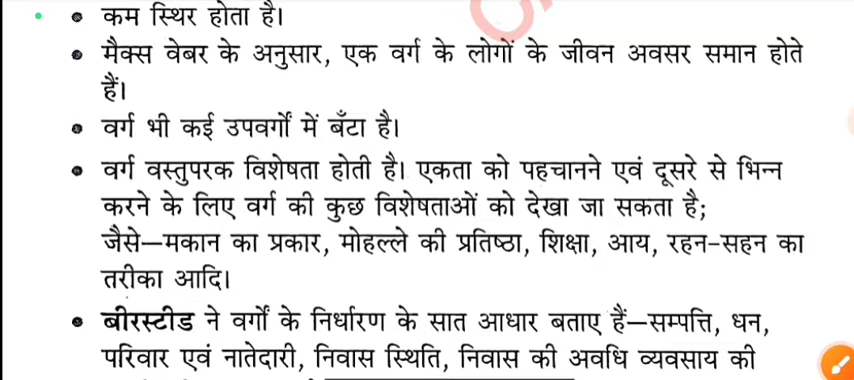 • कम स्थिर होता है।
• मैक्स वेबर के अनुसार, एक वर्ग के लोगों के जीवन अवसर समान होते
हैं।
• वर्ग भी कई उपवर्गों में बँटा है।
• वर्ग वस्तुपरक विशेषता होती है। एकता को पहचानने एवं दूसरे से भिन्न
करने के लिए वर्ग की कुछ विशेषताओं को देखा जा सकता है;
जैसे—मकान का प्रकार, मोहल्ले की प्रतिष्ठा, शिक्षा, आय, रहन-सहन का
तरीका आदि।
• बीरस्टीड ने वर्गों के निर्धारण के सात आधार बताए हैं—सम्पत्ति, धन,
परिवार एवं नातेदारी, निवास स्थिति, निवास की अवधि व्यवसाय की